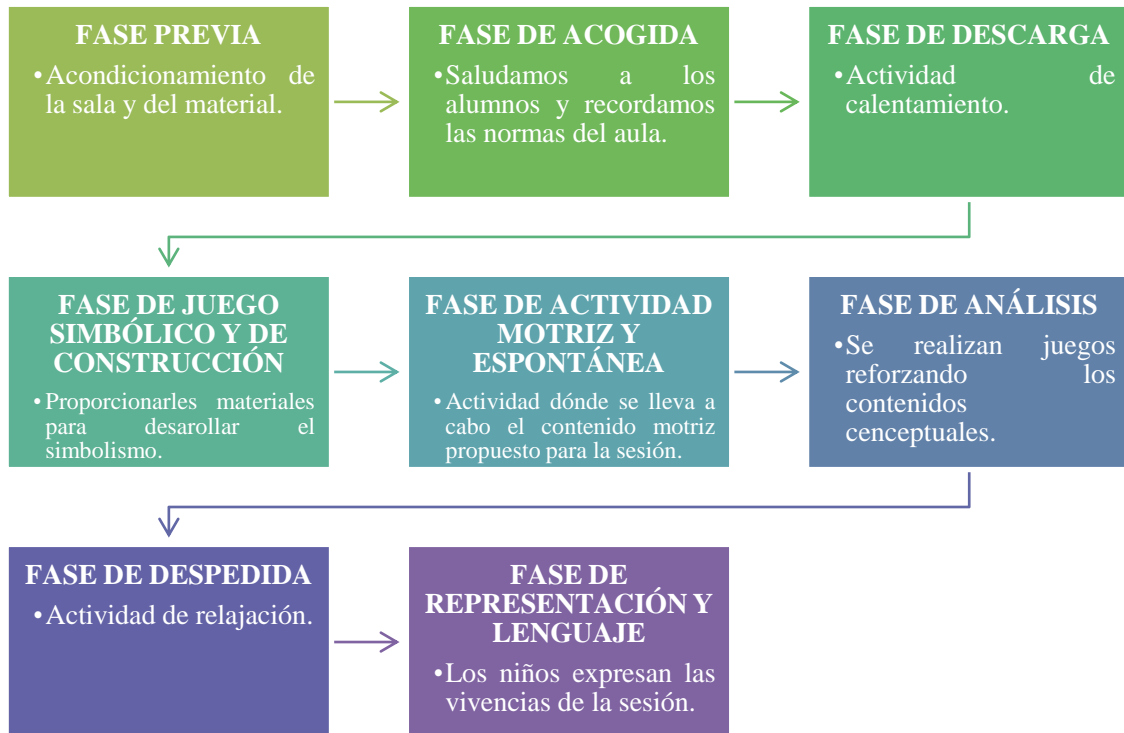 FASE PREVIA
•Acondicionamiento de
la sala y del material.
FASE DE ACOGIDA
•Saludamos a los
alumnos y recordamos
las normas del aula.
FASE DE DESCARGA
•Actividad de
calentamiento.
FASE DE JUEGO
SIMBÓLICO Y DE
CONSTRUCCIÓN
•Proporcionarles materiales
para desarollar el
simbolismo.
FASE DE ACTIVIDAD
MOTRIZ Y
ESPONTÁNEA
•Actividad dónde se lleva a
cabo el contenido motriz
propuesto para la sesión.
FASE DE ANÁLISIS
•Se realizan juegos
reforzando los
contenidos
cenceptuales.
FASE DE DESPEDIDA
•Actividad de relajación.
FASE DE
REPRESENTACIÓN Y
LENGUAJE
•Los niños expresan las
vivencias de la sesión.